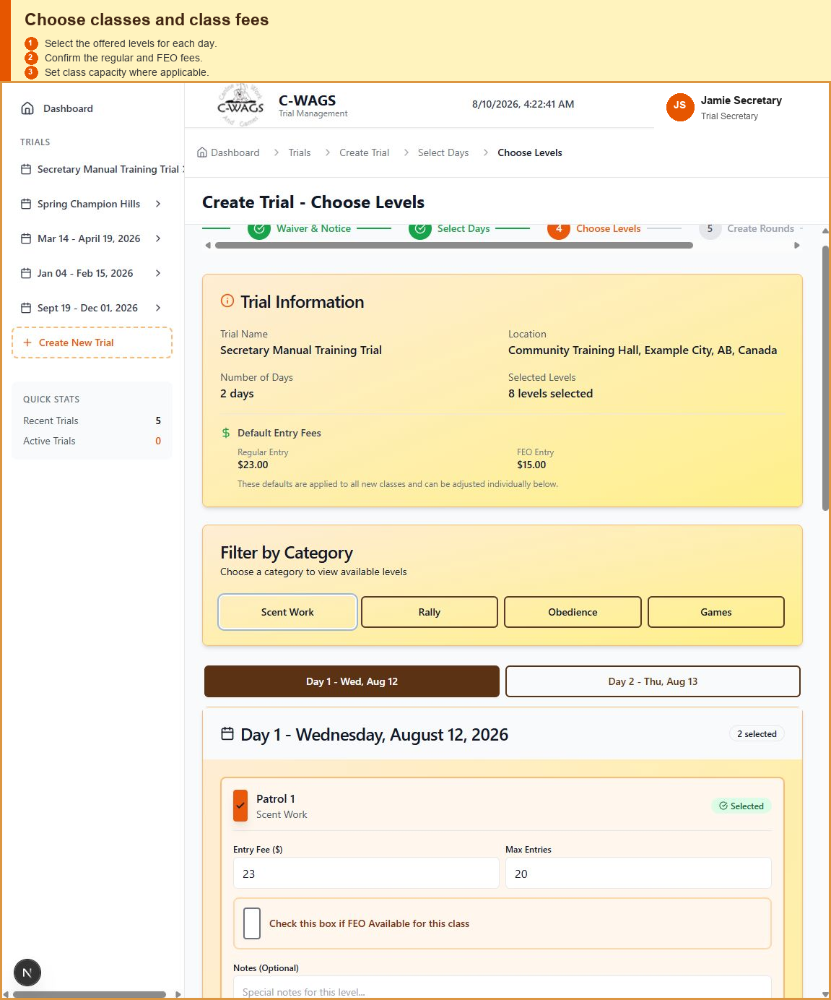 Choose classes and class fees
1 Select the offered levels for each day.
2 Confirm the regular and FEO fees.
3 Set class capacity where applicable.
Dashboard
TRIALS
Secretary Manual Training Trial
Spring Champion Hills
Mar 14 - April 19, 2026
Jan 04 - Feb 15, 2026
Sept 19 - Dec 01, 2026
+ Create New Trial
QUICK STATS
Recent Trials 5
Active Trials 0
N
Canine Work
C-WAGS
And Games
C-WAGS
Trial Management
8/10/2026, 4:22:41 AM
JS
Jamie Secretary
Trial Secretary
Dashboard > Trials > Create Trial > Select Days > Choose Levels
Create Trial - Choose Levels
Waiver & Notice Select Days 4 Choose Levels 5 Create Rounds
Trial Information
Trial Name Location
Secretary Manual Training Trial Community Training Hall, Example City, AB, Canada
Number of Days Selected Levels
2 days 8 levels selected
$ Default Entry Fees
Regular Entry FEO Entry
$23.00 $15.00
These defaults are applied to all new classes and can be adjusted individually below.
Filter by Category
Choose a category to view available levels
Scent Work Rally Obedience Games
Day 1 - Wed, Aug 12 Day 2 - Thu, Aug 13
Day 1 - Wednesday, August 12, 2026 2 selected
Patrol 1
Scent Work
Selected
Entry Fee ($) Max Entries
23 20
Check this box if FEO Available for this class
Notes (Optional)
Special notes for this level...